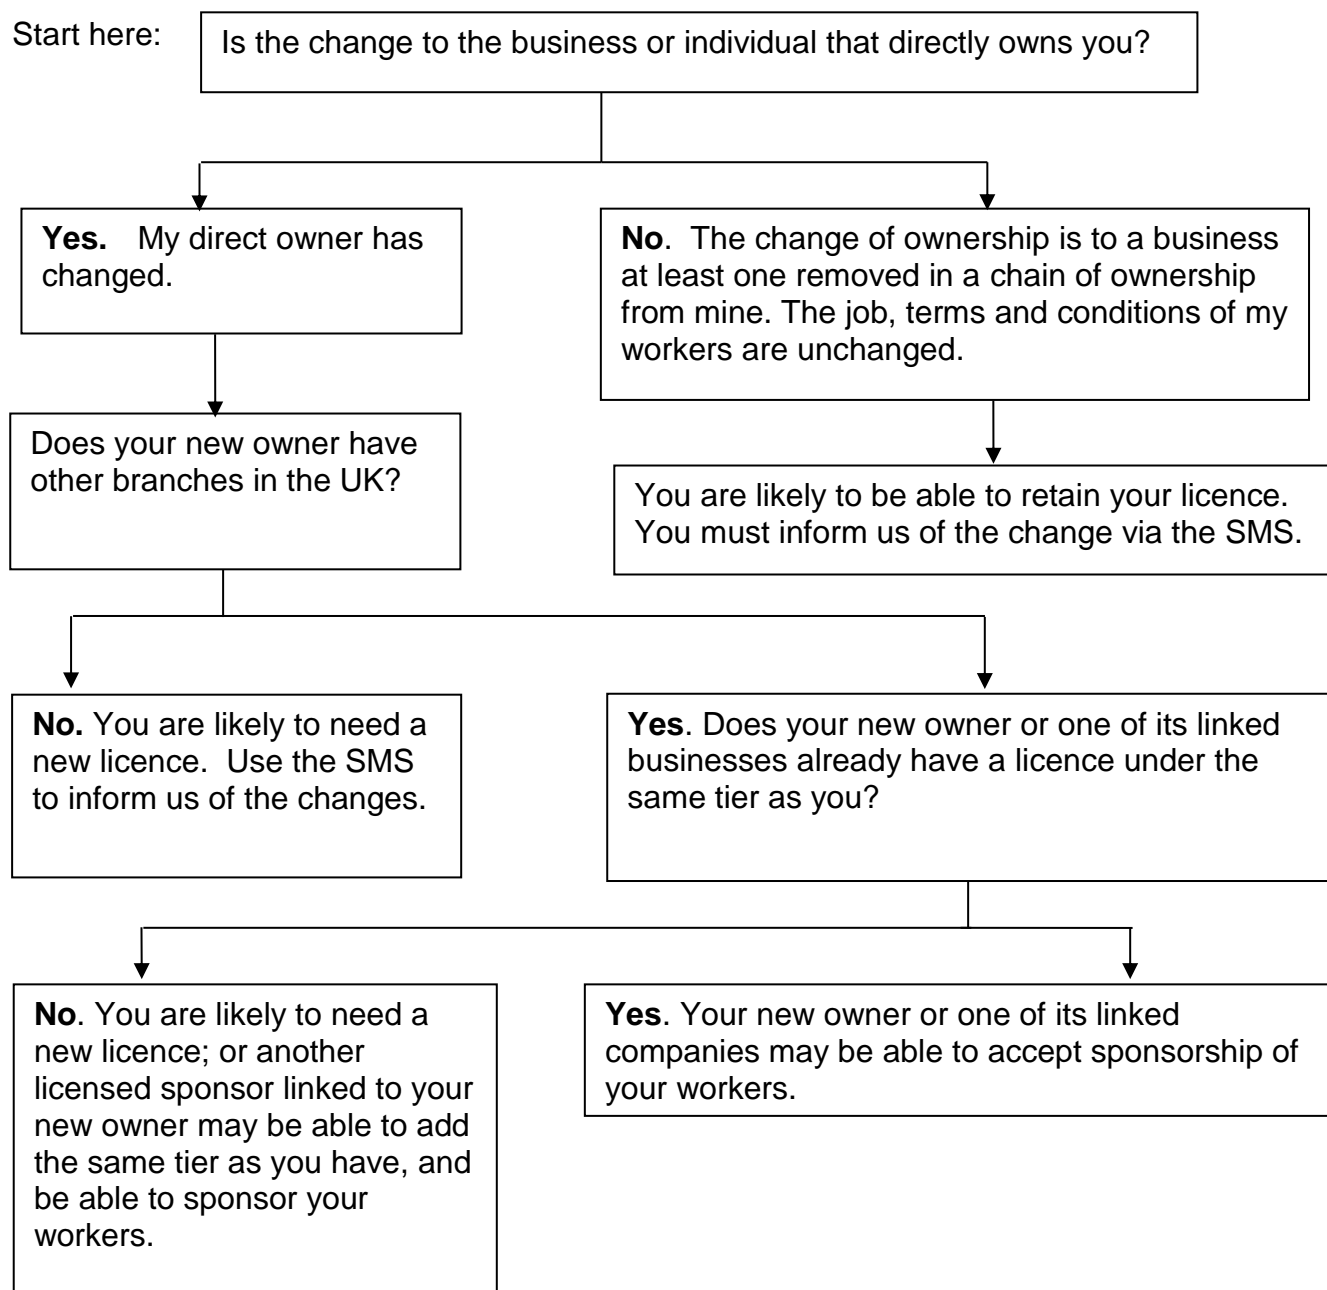 Start here:
Is the change to the business or individual that directly owns you?
Yes. My direct owner has
changed.
No. The change of ownership is to a business
at least one removed in a chain of ownership
from mine. The job, terms and conditions of my
workers are unchanged.
Does your new owner have
other branches in the UK?
You are likely to be able to retain your licence.
You must inform us of the change via the SMS.
No. You are likely to need a
new licence. Use the SMS
to inform us of the changes.
Yes. Does your new owner or one of its linked
businesses already have a licence under the
same tier as you?
No. You are likely to need a
new licence; or another
licensed sponsor linked to your
new owner may be able to add
the same tier as you have, and
be able to sponsor your
workers.
Yes. Your new owner or one of its linked
companies may be able to accept sponsorship of
your workers.